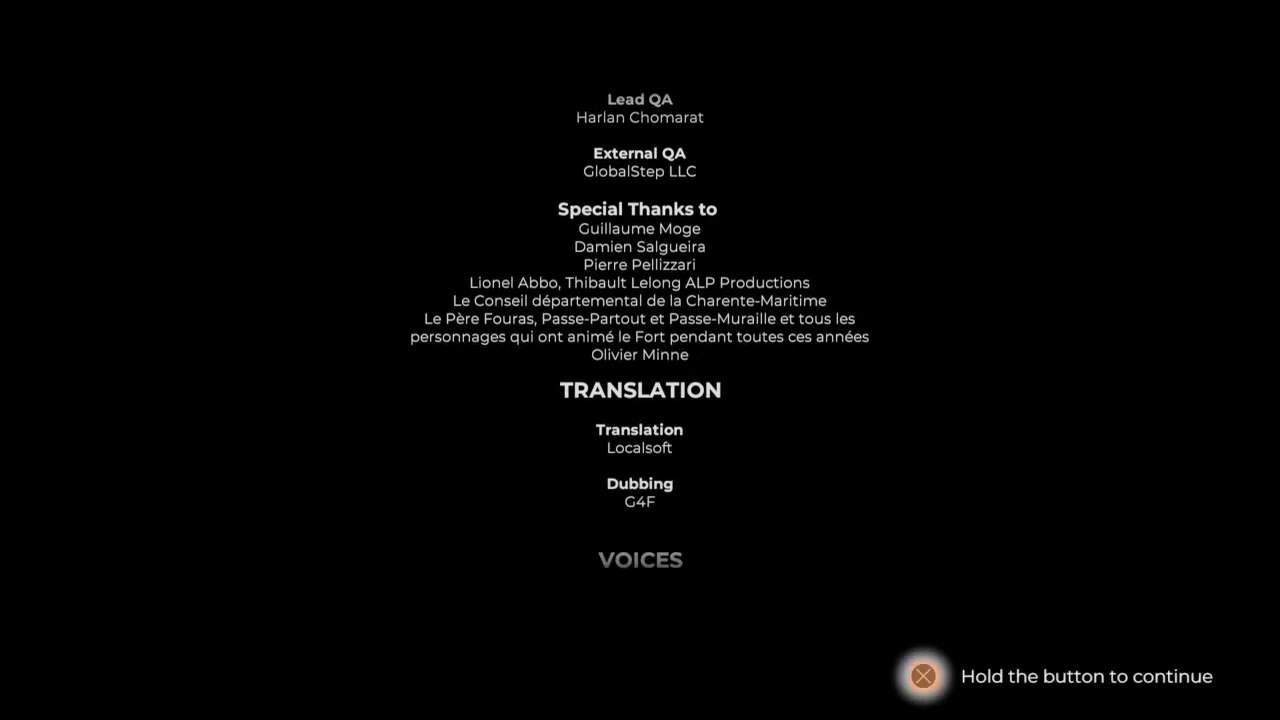 Lead QA
Harlan Chomarat
External QA
GlobalStep LLC
Special Thanks to
Guillaume Moge
Damien Salgueira
Pierre Pellizzari
Lionel Abbo, Thibault Lelong ALP Productions
Le Conseil départemental de la Charente-Maritime
Le Père Fouras, Passe-Partout et Passe-Muraille et tous les
personnages qui ont animé le Fort pendant toutes ces années
Olivier Minne
TRANSLATION
Translation
Localsoft
Dubbing
G4F
VOICES
Hold the button to continue